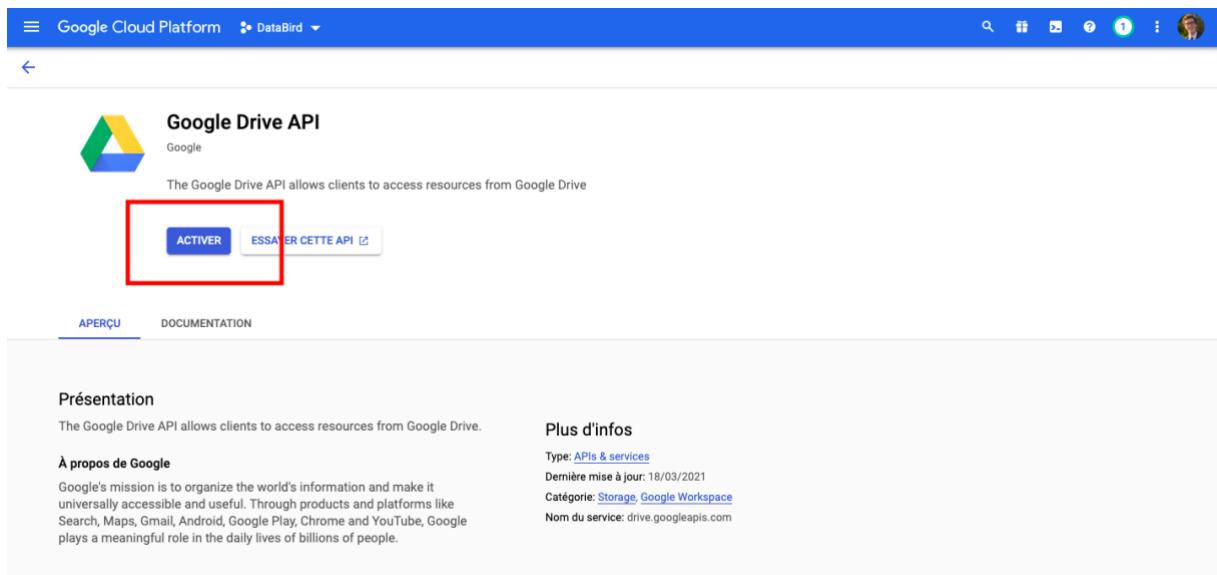 Google Cloud Platform DataBird 1
Google Drive API
Google
The Google Drive API allows clients to access resources from Google Drive
ACTIVER ESSAYER CETTE API
APERÇU DOCUMENTATION
Présentation
The Google Drive API allows clients to access resources from Google Drive.
À propos de Google
Google's mission is to organize the world's information and make it
universally accessible and useful. Through products and platforms like
Search, Maps, Gmail, Android, Google Play, Chrome and YouTube, Google
plays a meaningful role in the daily lives of billions of people.
Plus d'infos
Type: APIs & services
Dernière mise à jour: 18/03/2021
Catégorie: Storage, Google Workspace
Nom du service: drive.googleapis.com